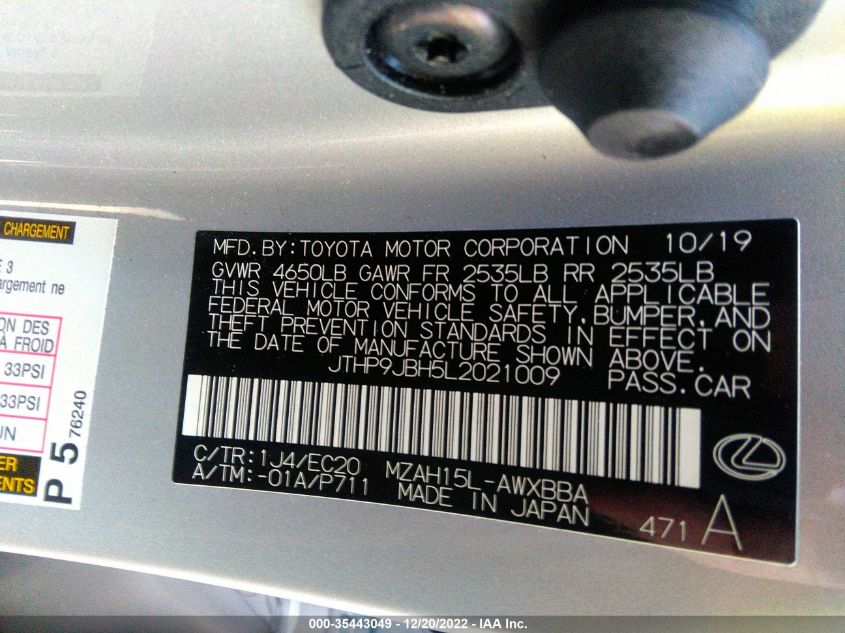 CHARGEMENT
E 3
argement ne
ON DES
À FROID
33PSI
33PSI
UN
ER
ENTS
P 5 76240
MFD.BY:TOYOTA MOTOR CORPORATION 10/19
GVWR 4650LB GAWR FR 2535LB RR 2535LB
THIS VEHICLE CONFORMS TO ALL APPLICABLE
FEDERAL MOTOR VEHICLE SAFETY,BUMPER,AND
THEFT PREVENTION STANDARDS IN EFFECT ON
THE DATE OF MANUFACTURE SHOWN ABOVE.
JTHP9JBH5L2021009 PASS.CAR
C/TR:1J4/EC20 MZAH15L-AWXBBA
A/TM:-01A/P711 MADE IN JAPAN 471 A
000-35443049 - 12/20/2022 - IAA Inc.